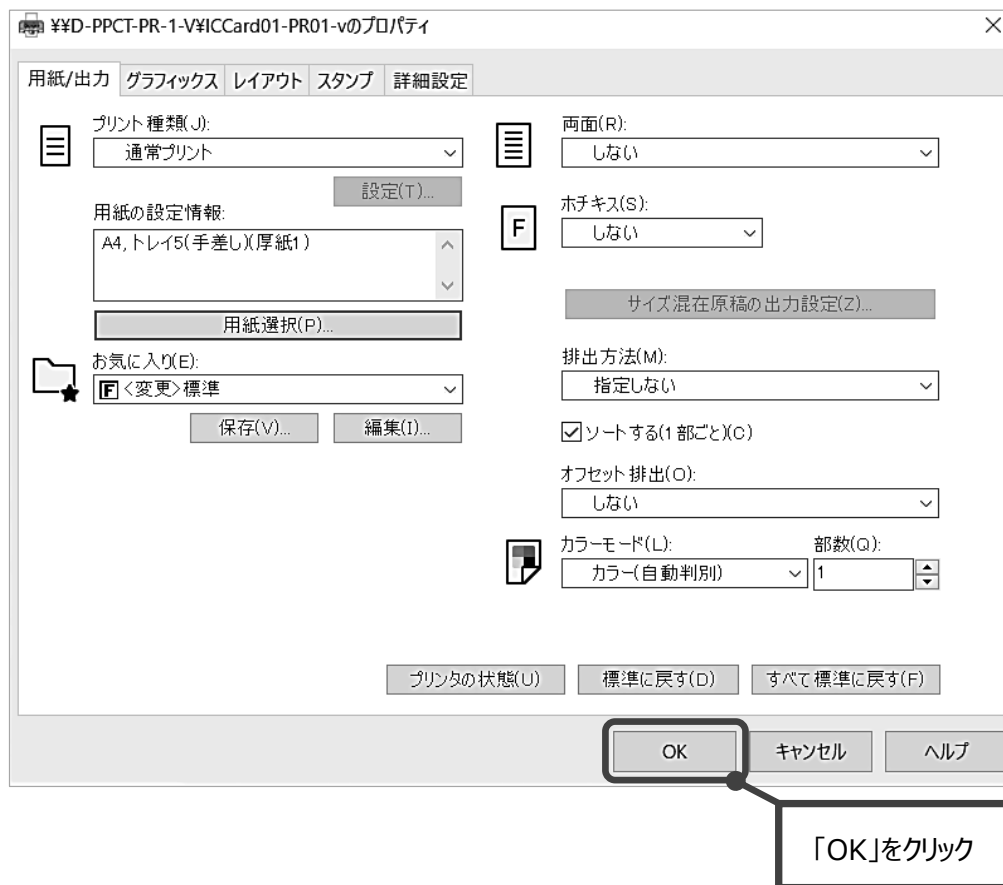 ¥¥D-PPCT-PR-1-V¥ICCard01-PR01-vのプロパティ
用紙/出力 グラフィックス レイアウト スタンプ 詳細設定
プリント種類(J):
通常プリント
設定(T)...
用紙の設定情報:
A4, トレイ5(手差し)(厚紙1)
用紙選択(P)...
お気に入り(E):
F <変更>標準
保存(V)...
編集(I)...
両面(R):
しない
ホチキス(S):
F
しない
サイズ混在原稿の出力設定(Z)...
排出方法(M):
指定しない
ソートする(1部ごと)(C)
オフセット排出(O):
しない
カラーモード(L):
カラー(自動判別)
部数(Q):
1
プリンタの状態(U)
標準に戻す(D)
すべて標準に戻す(F)
OK
キャンセル
ヘルプ
「OK」をクリック